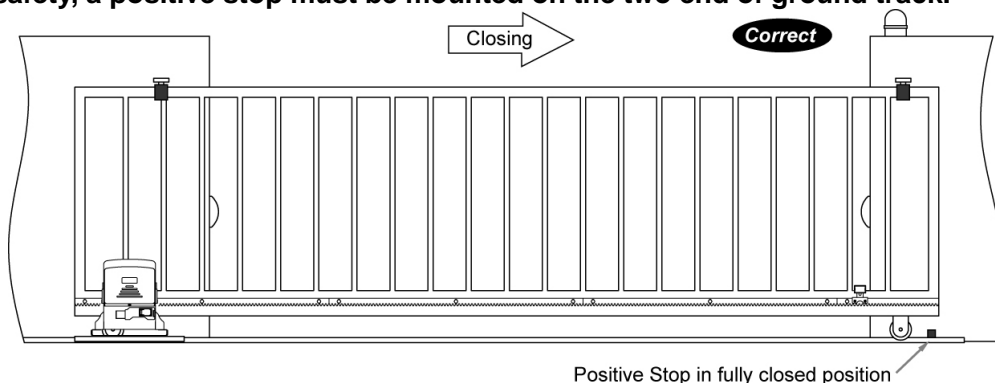 safety, a positive stop must be mounted on the two end of ground track.
Closing
Correct
Positive Stop in fully closed position